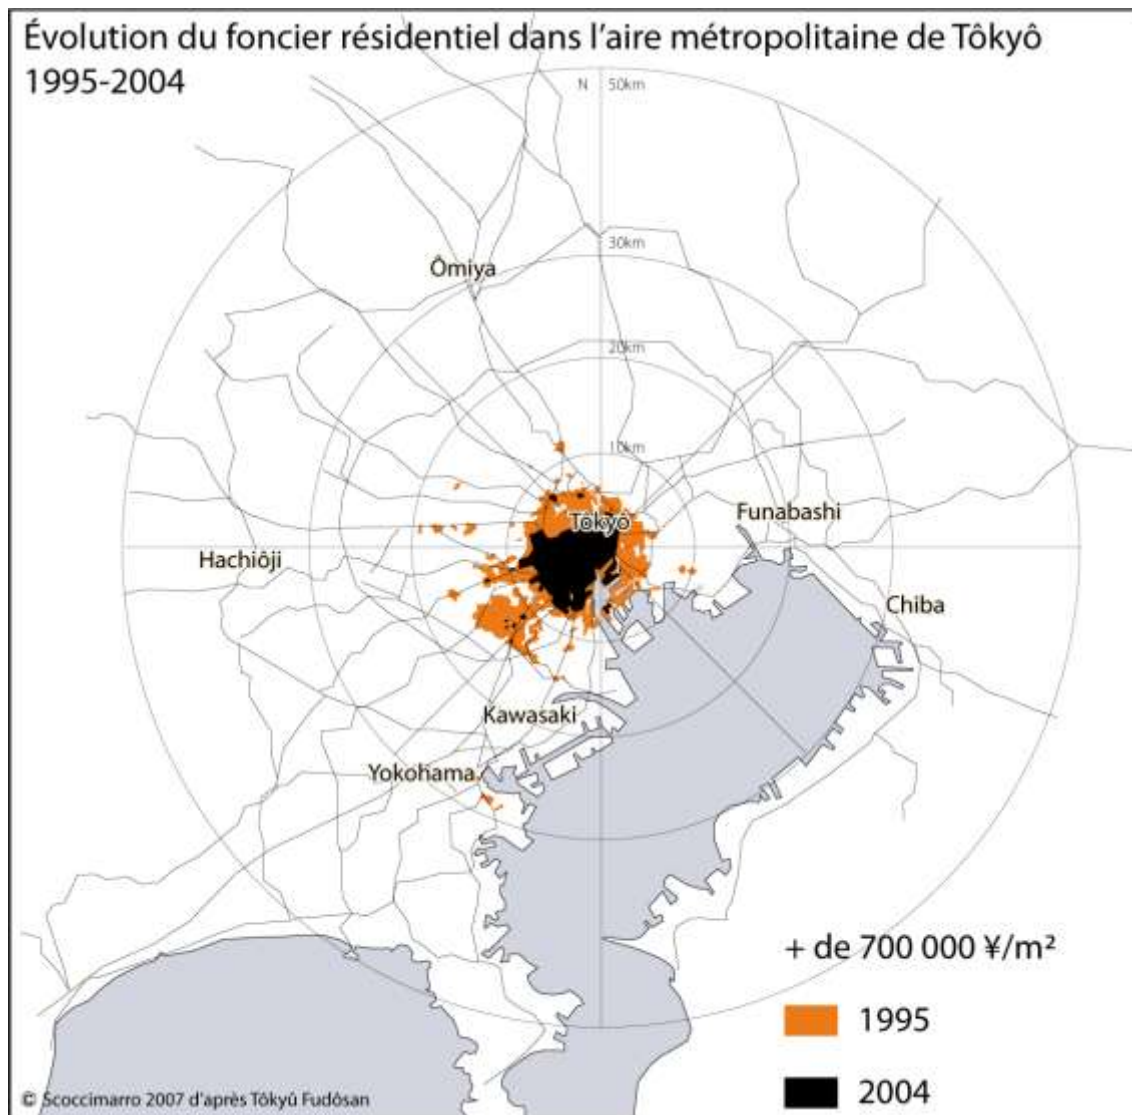 Évolution du foncier résidentiel dans l'aire métropolitaine de Tôkyô
1995-2004
N
50km
30km
Ômiya
20km
10km
Tôkyô
Funabashi
Hachiôji
Chiba
Kawasaki
Yokohama
+ de 700 000 ¥/m²
1995
2004
© Scoccimarro 2007 d'après Tôkyû Fudôsan